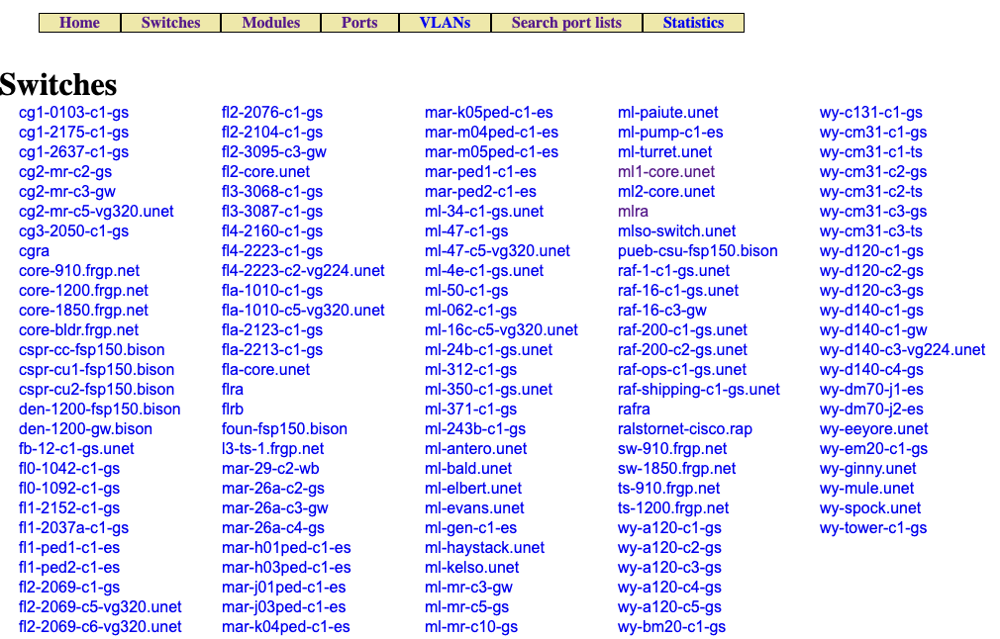 Home Switches Modules Ports VLANs Search port lists Statistics
Switches
cg1-0103-c1-gs
cg1-2175-c1-gs
cg1-2637-c1-gs
cg2-mr-c2-gs
cg2-mr-c3-gw
cg2-mr-c5-vg320.unet
cg3-2050-c1-gs
cgra
core-910.frgp.net
core-1200.frgp.net
core-1850.frgp.net
core-bldr.frgp.net
cspr-cc-fsp150.bison
cspr-cu1-fsp150.bison
cspr-cu2-fsp150.bison
den-1200-fsp150.bison
den-1200-gw.bison
fb-12-c1-gs.unet
fl0-1042-c1-gs
fl0-1092-c1-gs
fl1-2152-c1-gs
fl1-2037a-c1-gs
fl1-ped1-c1-es
fl1-ped2-c1-es
fl2-2069-c1-gs
fl2-2069-c5-vg320.unet
fl2-2069-c6-vg320.unet
fl2-2076-c1-gs
fl2-2104-c1-gs
fl2-3095-c3-gw
fl2-core.unet
fl3-3068-c1-gs
fl3-3087-c1-gs
fl4-2160-c1-gs
fl4-2223-c1-gs
fl4-2223-c2-vg224.unet
fla-1010-c1-gs
fla-1010-c5-vg320.unet
fla-2123-c1-gs
fla-2213-c1-gs
fla-core.unet
flra
flrb
foun-fsp150.bison
l3-ts-1.frgp.net
mar-29-c2-wb
mar-26a-c2-gs
mar-26a-c3-gw
mar-26a-c4-gs
mar-h01ped-c1-es
mar-h03ped-c1-es
mar-j01ped-c1-es
mar-j03ped-c1-es
mar-k04ped-c1-es
mar-k05ped-c1-es
mar-m04ped-c1-es
mar-m05ped-c1-es
mar-ped1-c1-es
mar-ped2-c1-es
ml-34-c1-gs.unet
ml-47-c1-gs
ml-47-c5-vg320.unet
ml-4e-c1-gs.unet
ml-50-c1-gs
ml-062-c1-gs
ml-16c-c5-vg320.unet
ml-24b-c1-gs.unet
ml-312-c1-gs
ml-350-c1-gs.unet
ml-371-c1-gs
ml-243b-c1-gs
ml-antero.unet
ml-bald.unet
ml-elbert.unet
ml-evans.unet
ml-gen-c1-es
ml-haystack.unet
ml-kelso.unet
ml-mr-c3-gw
ml-mr-c5-gs
ml-mr-c10-gs
ml-paiute.unet
ml-pump-c1-es
ml-turret.unet
ml1-core.unet
ml2-core.unet
mlra
mlso-switch.unet
pueb-csu-fsp150.bison
raf-1-c1-gs.unet
raf-16-c1-gs.unet
raf-16-c3-gw
raf-200-c1-gs.unet
raf-200-c2-gs.unet
raf-ops-c1-gs.unet
raf-shipping-c1-gs.unet
rafra
ralstornet-cisco.rap
sw-910.frgp.net
sw-1850.frgp.net
ts-910.frgp.net
ts-1200.frgp.net
wy-a120-c1-gs
wy-a120-c2-gs
wy-a120-c3-gs
wy-a120-c4-gs
wy-a120-c5-gs
wy-bm20-c1-gs
wy-c131-c1-gs
wy-cm31-c1-gs
wy-cm31-c1-ts
wy-cm31-c2-gs
wy-cm31-c2-ts
wy-cm31-c3-gs
wy-cm31-c3-ts
wy-d120-c1-gs
wy-d120-c2-gs
wy-d120-c3-gs
wy-d140-c1-gs
wy-d140-c1-gw
wy-d140-c3-vg224.unet
wy-d140-c4-gs
wy-dm70-j1-es
wy-dm70-j2-es
wy-eeyore.unet
wy-em20-c1-gs
wy-ginny.unet
wy-mule.unet
wy-spock.unet
wy-tower-c1-gs